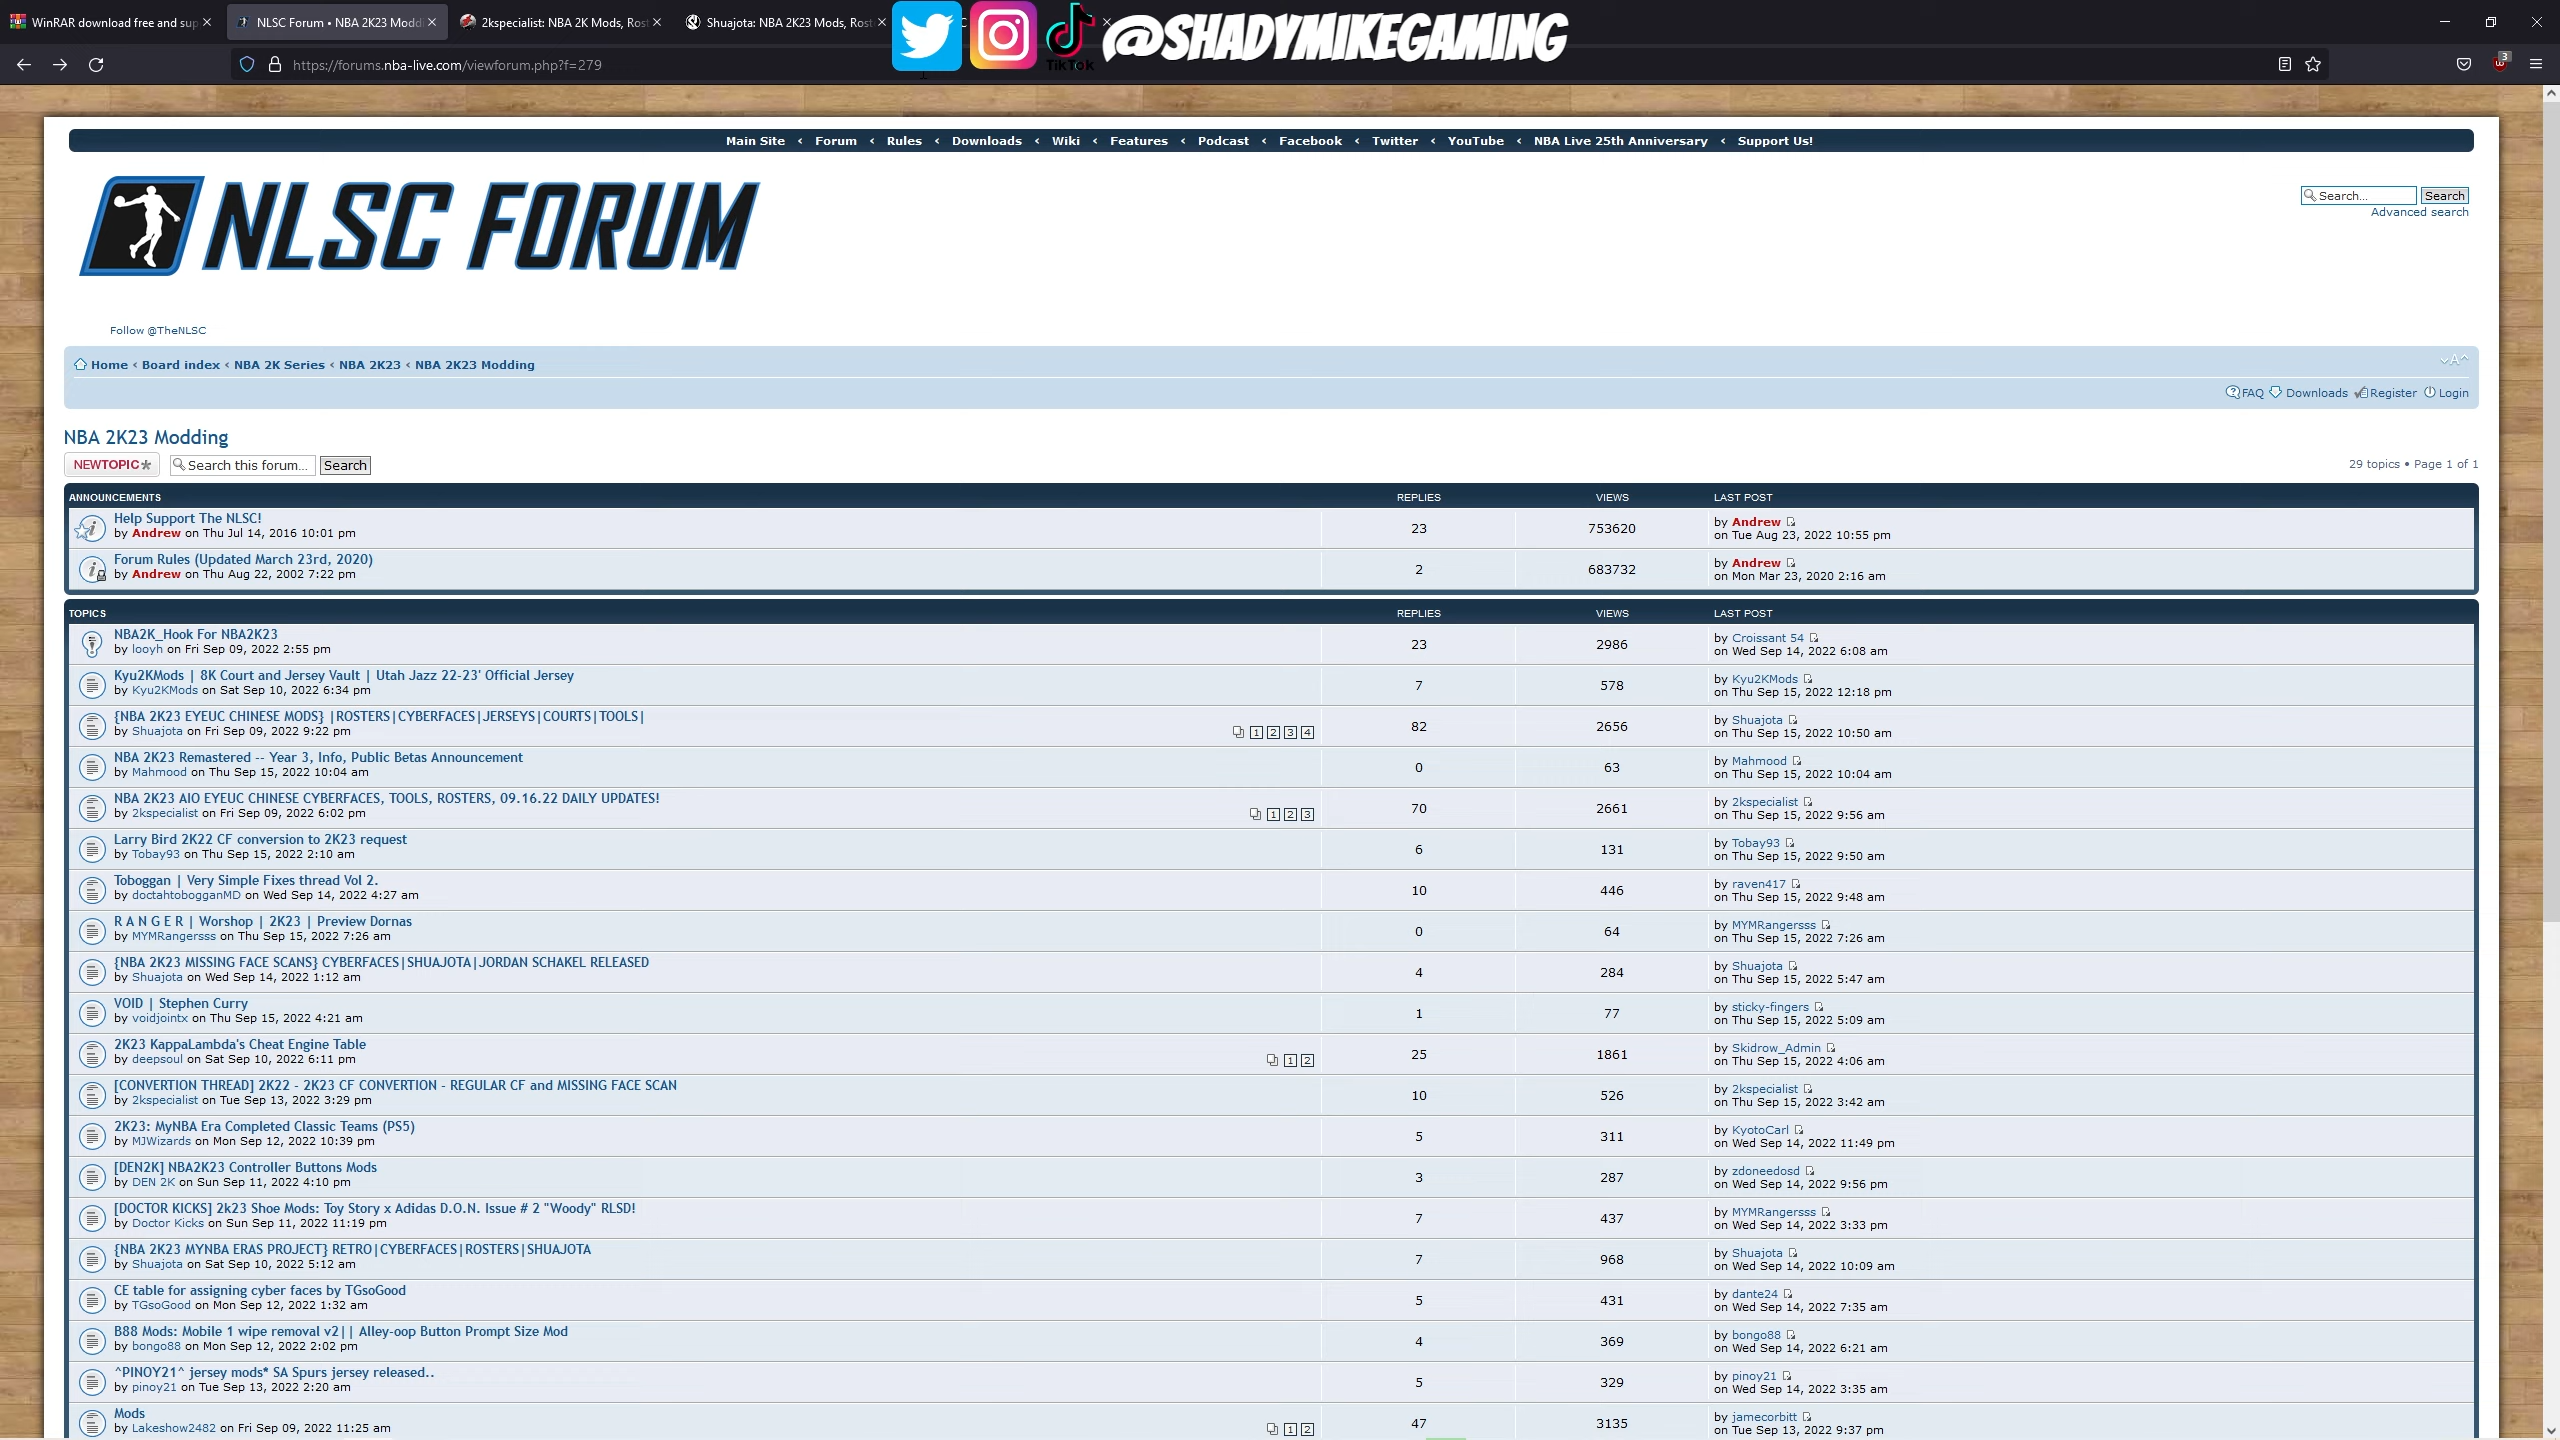 WinRAR download free and sup
NLSC Forum • NBA 2K23 Moddi
2kspecialist: NBA 2K Mods, Rost
Shuajota: NBA 2K23 Mods, Rost
C
TikTok
@SHADYMIKEGAMING
https://forums.nba-live.com/viewforum.php?f=279
3
Main Site ‹ Forum ‹ Rules ‹ Downloads ‹ Wiki ‹ Features ‹ Podcast ‹ Facebook ‹ Twitter ‹ YouTube ‹ NBA Live 25th Anniversary ‹ Support Us!
NLSC FORUM
Search... Search
Advanced search
Follow @TheNLSC
Home ‹ Board index ‹ NBA 2K Series ‹ NBA 2K23 ‹ NBA 2K23 Modding
A
FAQ Downloads Register Login
NBA 2K23 Modding
NEWTOPIC* Search this forum... Search
29 topics • Page 1 of 1
ANNOUNCEMENTS REPLIES VIEWS LAST POST
Help Support The NLSC!
by Andrew on Thu Jul 14, 2016 10:01 pm
23 753620
by Andrew
on Tue Aug 23, 2022 10:55 pm
Forum Rules (Updated March 23rd, 2020)
by Andrew on Thu Aug 22, 2002 7:22 pm
2 683732
by Andrew
on Mon Mar 23, 2020 2:16 am
TOPICS REPLIES VIEWS LAST POST
NBA2K_Hook For NBA2K23
by looyh on Fri Sep 09, 2022 2:55 pm
23 2986
by Croissant 54
on Wed Sep 14, 2022 6:08 am
Kyu2KMods | 8K Court and Jersey Vault | Utah Jazz 22-23' Official Jersey
by Kyu2KMods on Sat Sep 10, 2022 6:34 pm
7 578
by Kyu2KMods
on Thu Sep 15, 2022 12:18 pm
{NBA 2K23 EYEUC CHINESE MODS} |ROSTERS|CYBERFACES|JERSEYS|COURTS|TOOLS|
by Shuajota on Fri Sep 09, 2022 9:22 pm
1 2 3 4
82 2656
by Shuajota
on Thu Sep 15, 2022 10:50 am
NBA 2K23 Remastered -- Year 3, Info, Public Betas Announcement
by Mahmood on Thu Sep 15, 2022 10:04 am
0 63
by Mahmood
on Thu Sep 15, 2022 10:04 am
NBA 2K23 AIO EYEUC CHINESE CYBERFACES, TOOLS, ROSTERS, 09.16.22 DAILY UPDATES!
by 2kspecialist on Fri Sep 09, 2022 6:02 pm
1 2 3
70 2661
by 2kspecialist
on Thu Sep 15, 2022 9:56 am
Larry Bird 2K22 CF conversion to 2K23 request
by Tobay93 on Thu Sep 15, 2022 2:10 am
6 131
by Tobay93
on Thu Sep 15, 2022 9:50 am
Toboggan | Very Simple Fixes thread Vol 2.
by doctahtobogganMD on Wed Sep 14, 2022 4:27 am
10 446
by raven417
on Thu Sep 15, 2022 9:48 am
R A N G E R | Worshop | 2K23 | Preview Dornas
by MYMRangersss on Thu Sep 15, 2022 7:26 am
0 64
by MYMRangersss
on Thu Sep 15, 2022 7:26 am
{NBA 2K23 MISSING FACE SCANS} CYBERFACES|SHUAJOTA|JORDAN SCHAKEL RELEASED
by Shuajota on Wed Sep 14, 2022 1:12 am
4 284
by Shuajota
on Thu Sep 15, 2022 5:47 am
VOID | Stephen Curry
by voidjointx on Thu Sep 15, 2022 4:21 am
1 77
by sticky-fingers
on Thu Sep 15, 2022 5:09 am
2K23 KappaLambda's Cheat Engine Table
by deepsoul on Sat Sep 10, 2022 6:11 pm
1 2
25 1861
by Skidrow_Admin
on Thu Sep 15, 2022 4:06 am
[CONVERTION THREAD] 2K22 - 2K23 CF CONVERTION - REGULAR CF and MISSING FACE SCAN
by 2kspecialist on Tue Sep 13, 2022 3:29 pm
10 526
by 2kspecialist
on Thu Sep 15, 2022 3:42 am
2K23: MyNBA Era Completed Classic Teams (PS5)
by MJWizards on Mon Sep 12, 2022 10:39 pm
5 311
by KyotoCarl
on Wed Sep 14, 2022 11:49 pm
[DEN2K] NBA2K23 Controller Buttons Mods
by DEN 2K on Sun Sep 11, 2022 4:10 pm
3 287
by zdoneedosd
on Wed Sep 14, 2022 9:56 pm
[DOCTOR KICKS] 2k23 Shoe Mods: Toy Story x Adidas D.O.N. Issue # 2 "Woody" RLSD!
by Doctor Kicks on Sun Sep 11, 2022 11:19 pm
7 437
by MYMRangersss
on Wed Sep 14, 2022 3:33 pm
{NBA 2K23 MYNBA ERAS PROJECT} RETRO|CYBERFACES|ROSTERS|SHUAJOTA
by Shuajota on Sat Sep 10, 2022 5:12 am
7 968
by Shuajota
on Wed Sep 14, 2022 10:09 am
CE table for assigning cyber faces by TGsoGood
by TGsoGood on Mon Sep 12, 2022 1:32 am
5 431
by dante24
on Wed Sep 14, 2022 7:35 am
B88 Mods: Mobile 1 wipe removal v2|| Alley-oop Button Prompt Size Mod
by bongo88 on Mon Sep 12, 2022 2:02 pm
4 369
by bongo88
on Wed Sep 14, 2022 6:21 am
^PINOY21^ jersey mods* SA Spurs jersey released..
by pinoy21 on Tue Sep 13, 2022 2:20 am
5 329
by pinoy21
on Wed Sep 14, 2022 3:35 am
Mods
by Lakeshow2482 on Fri Sep 09, 2022 11:25 am
1 2
47 3135
by jamecorbitt
on Tue Sep 13, 2022 9:37 pm